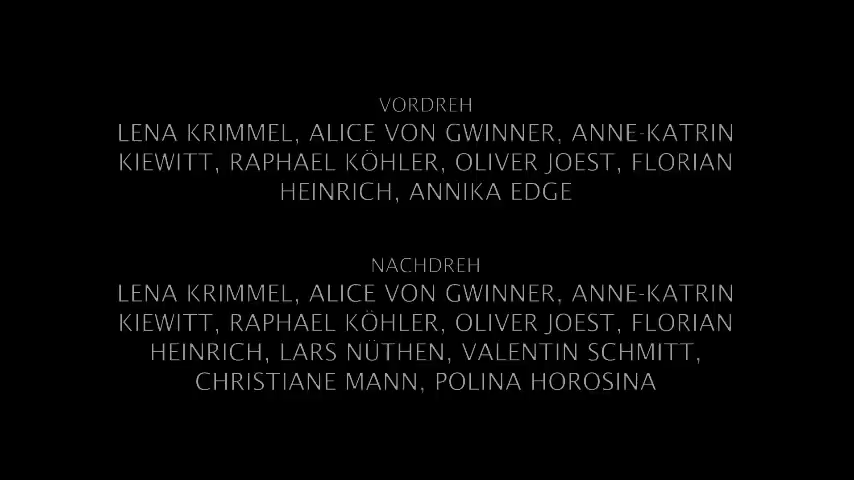 VORDREH
LENA KRIMMEL, ALICE VON GWINNER, ANNE-KATRIN
KIEWITT, RAPHAEL KÖHLER, OLIVER JOEST, FLORIAN
HEINRICH, ANNIKA EDGE
NACHDREH
LENA KRIMMEL, ALICE VON GWINNER, ANNE-KATRIN
KIEWITT, RAPHAEL KÖHLER, OLIVER JOEST, FLORIAN
HEINRICH, LARS NÜTHEN, VALENTIN SCHMITT,
CHRISTIANE MANN, POLINA HOROSINA